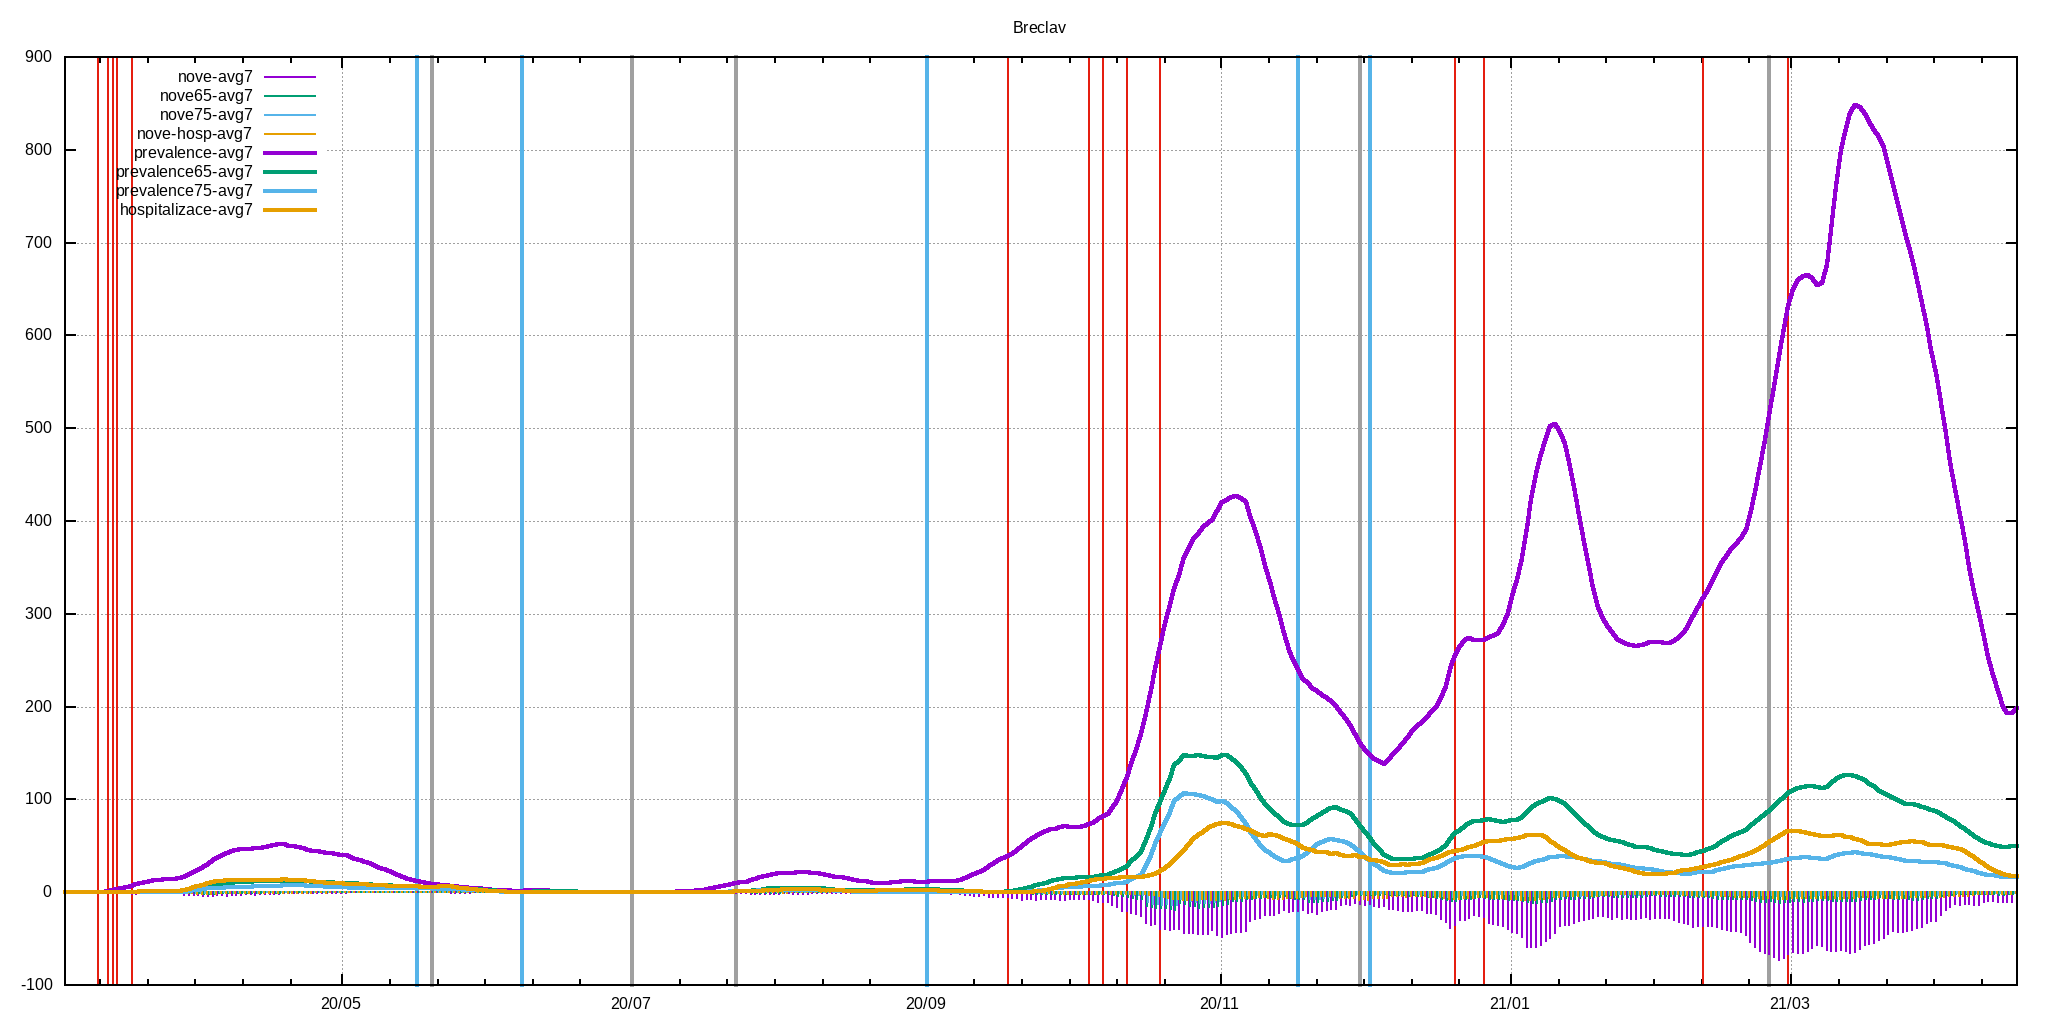 Breclav
900
800
700
600
500
400
300
200
100
0
-100
nove-avg7
nove65-avg7
nove75-avg7
nove-hosp-avg7
prevalence-avg7
prevalence65-avg7
prevalence75-avg7
hospitalizace-avg7
20/05 20/07 20/09 20/11 21/01 21/03